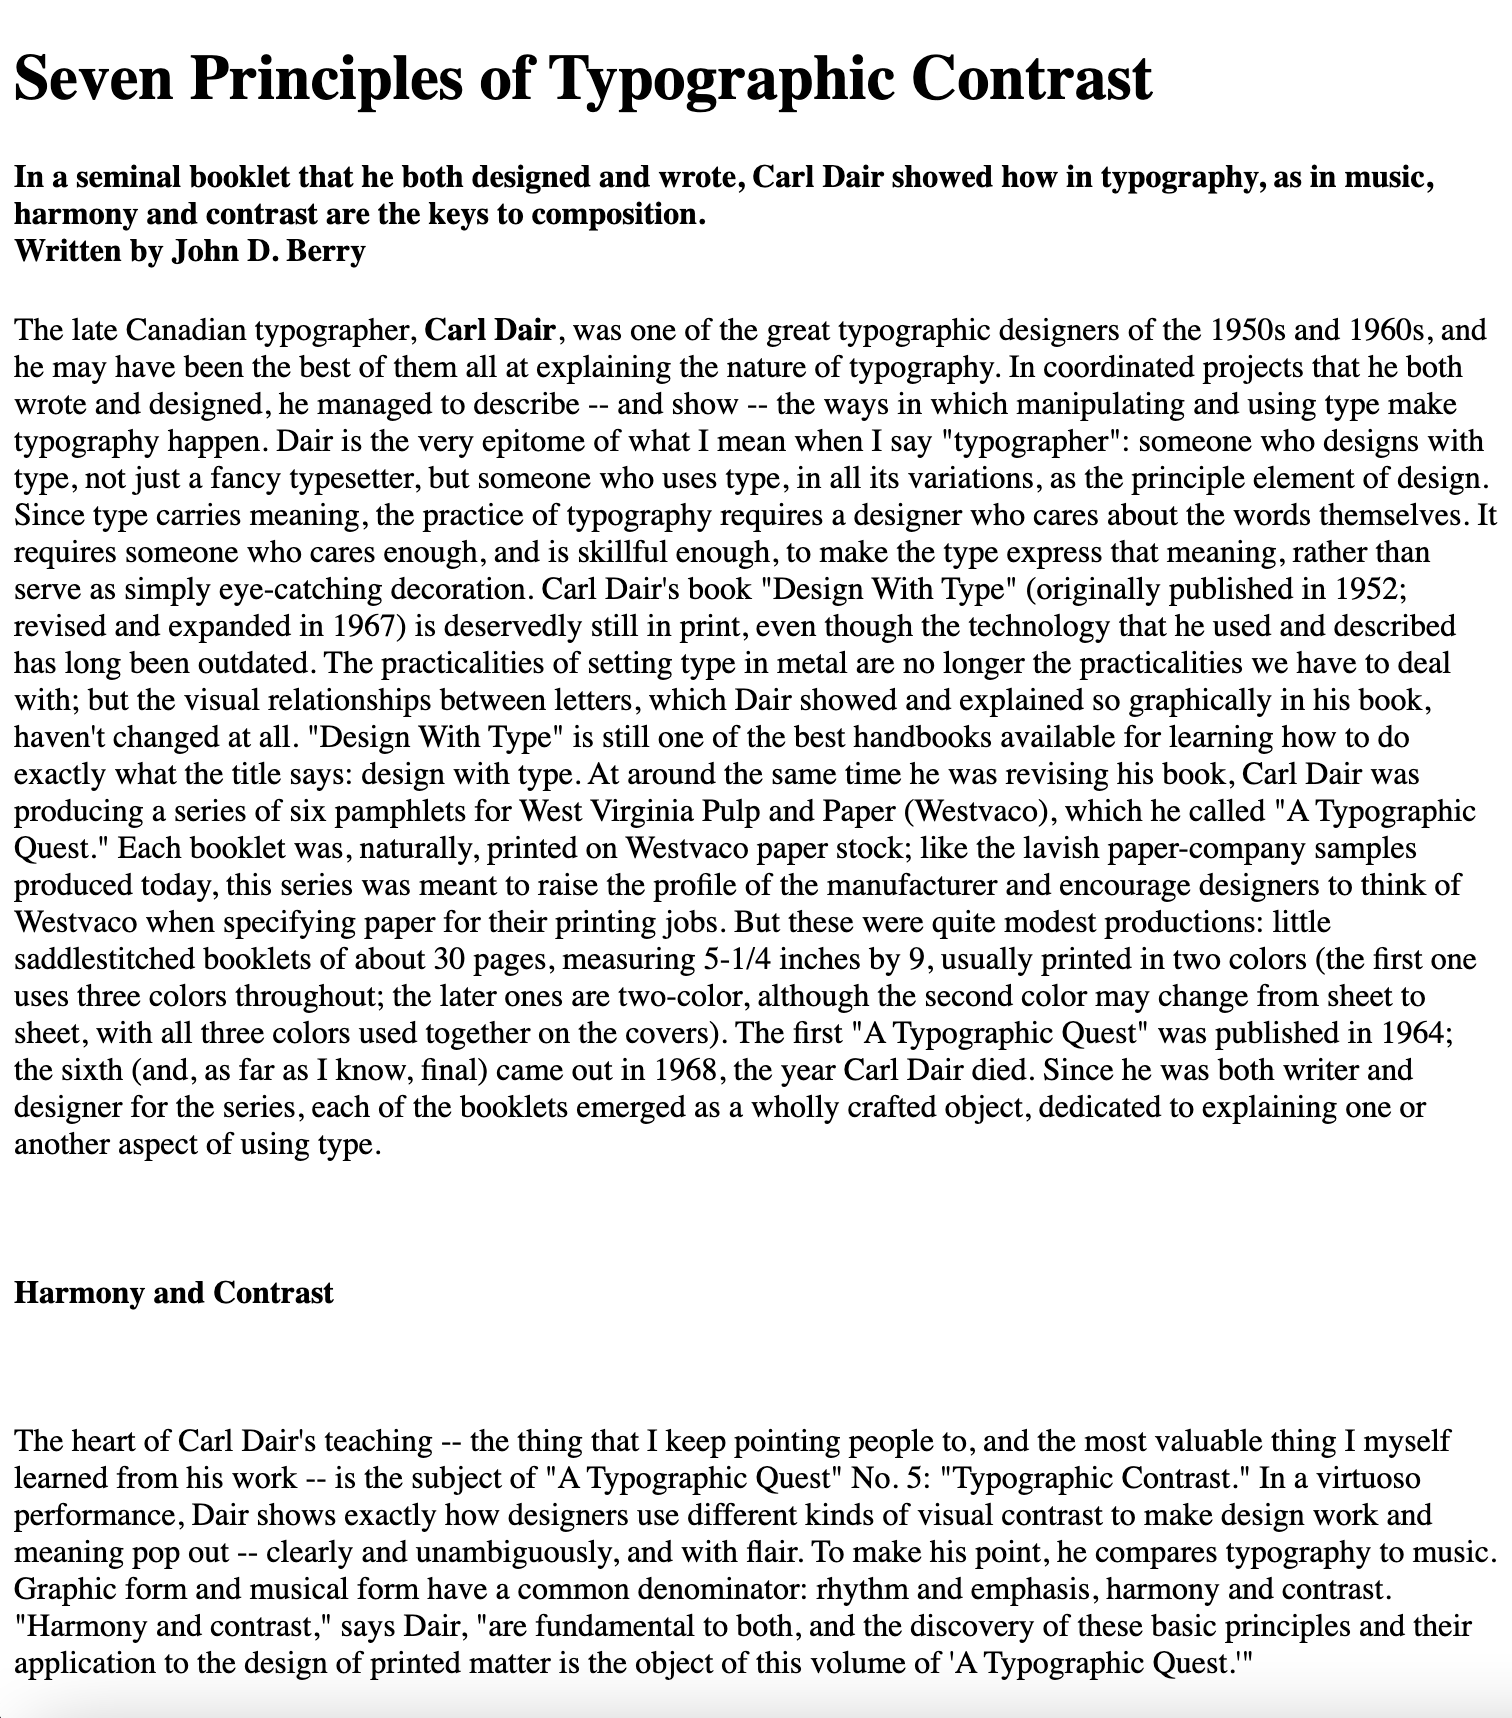 Seven Principles of Typographic Contrast
In a seminal booklet that he both designed and wrote, Carl Dair showed how in typography, as in music,
harmony and contrast are the keys to composition.
Written by John D. Berry
The late Canadian typographer, Carl Dair, was one of the great typographic designers of the 1950s and 1960s, and
he may have been the best of them all at explaining the nature of typography. In coordinated projects that he both
wrote and designed, he managed to describe -- and show -- the ways in which manipulating and using type make
typography happen. Dair is the very epitome of what I mean when I say "typographer": someone who designs with
type, not just a fancy typesetter, but someone who uses type, in all its variations, as the principle element of design.
Since type carries meaning, the practice of typography requires a designer who cares about the words themselves. It
requires someone who cares enough, and is skillful enough, to make the type express that meaning, rather than
serve as simply eye-catching decoration. Carl Dair's book "Design With Type" (originally published in 1952;
revised and expanded in 1967) is deservedly still in print, even though the technology that he used and described
has long been outdated. The practicalities of setting type in metal are no longer the practicalities we have to deal
with; but the visual relationships between letters, which Dair showed and explained so graphically in his book,
haven't changed at all. "Design With Type" is still one of the best handbooks available for learning how to do
exactly what the title says: design with type. At around the same time he was revising his book, Carl Dair was
producing a series of six pamphlets for West Virginia Pulp and Paper (Westvaco), which he called "A Typographic
Quest." Each booklet was, naturally, printed on Westvaco paper stock; like the lavish paper-company samples
produced today, this series was meant to raise the profile of the manufacturer and encourage designers to think of
Westvaco when specifying paper for their printing jobs. But these were quite modest productions: little
saddlestitched booklets of about 30 pages, measuring 5-1/4 inches by 9, usually printed in two colors (the first one
uses three colors throughout; the later ones are two-color, although the second color may change from sheet to
sheet, with all three colors used together on the covers). The first "A Typographic Quest" was published in 1964;
the sixth (and, as far as I know, final) came out in 1968, the year Carl Dair died. Since he was both writer and
designer for the series, each of the booklets emerged as a wholly crafted object, dedicated to explaining one or
another aspect of using type.
Harmony and Contrast
The heart of Carl Dair's teaching -- the thing that I keep pointing people to, and the most valuable thing I myself
learned from his work -- is the subject of "A Typographic Quest" No. 5: "Typographic Contrast." In a virtuoso
performance, Dair shows exactly how designers use different kinds of visual contrast to make design work and
meaning pop out -- clearly and unambiguously, and with flair. To make his point, he compares typography to music.
Graphic form and musical form have a common denominator: rhythm and emphasis, harmony and contrast.
"Harmony and contrast," says Dair, "are fundamental to both, and the discovery of these basic principles and their
application to the design of printed matter is the object of this volume of 'A Typographic Quest.'"